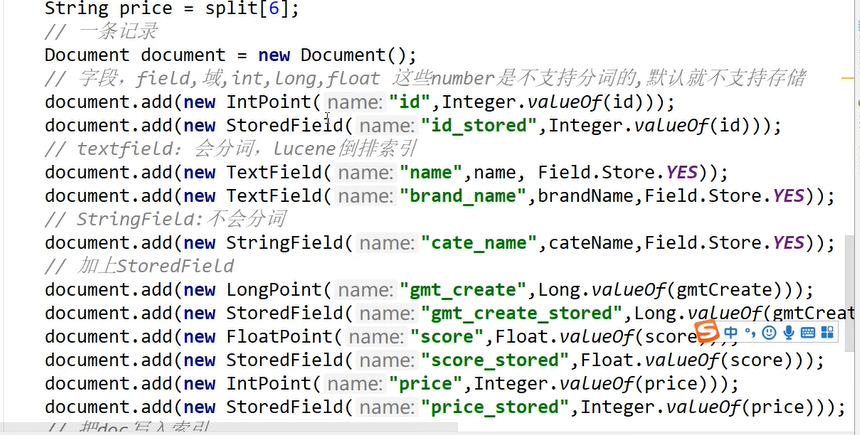 String price = split[6];
// 一条记录
Document document = new Document();
// 字段，field,域,int,long,float 这些number是不支持分词的,默认就不支持存储
document.add(new IntPoint( name: "id",Integer.valueOf(id)));
document.add(new StoredField( name: "id_stored",Integer.valueOf(id)));
// textfield: 会分词，lucene倒排索引
document.add(new TextField( name: "name",name, Field.Store.YES));
document.add(new TextField( name: "brand_name",brandName,Field.Store.YES));
// StringField:不会分词
document.add(new StringField( name: "cate_name",cateName,Field.Store.YES));
// 加上StoredField
document.add(new LongPoint( name: "gmt_create",Long.valueOf(gmtCreate)));
document.add(new StoredField( name: "gmt_create_stored",Long.valueOf(gmtCreat
document.add(new FloatPoint( name: "score",Float.valueOf(score)));
S 中
document.add(new StoredField( name: "score_stored",Float.valueOf(score)));
document.add(new IntPoint( name: "price",Integer.valueOf(price)));
document.add(new StoredField( name: "price_stored",Integer.valueOf(price)));
// 把doc写入索引